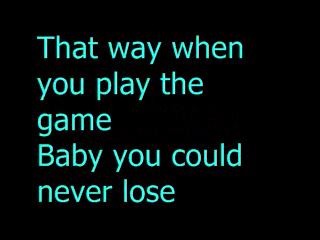 That way when
you play the
game
Baby you could
never lose